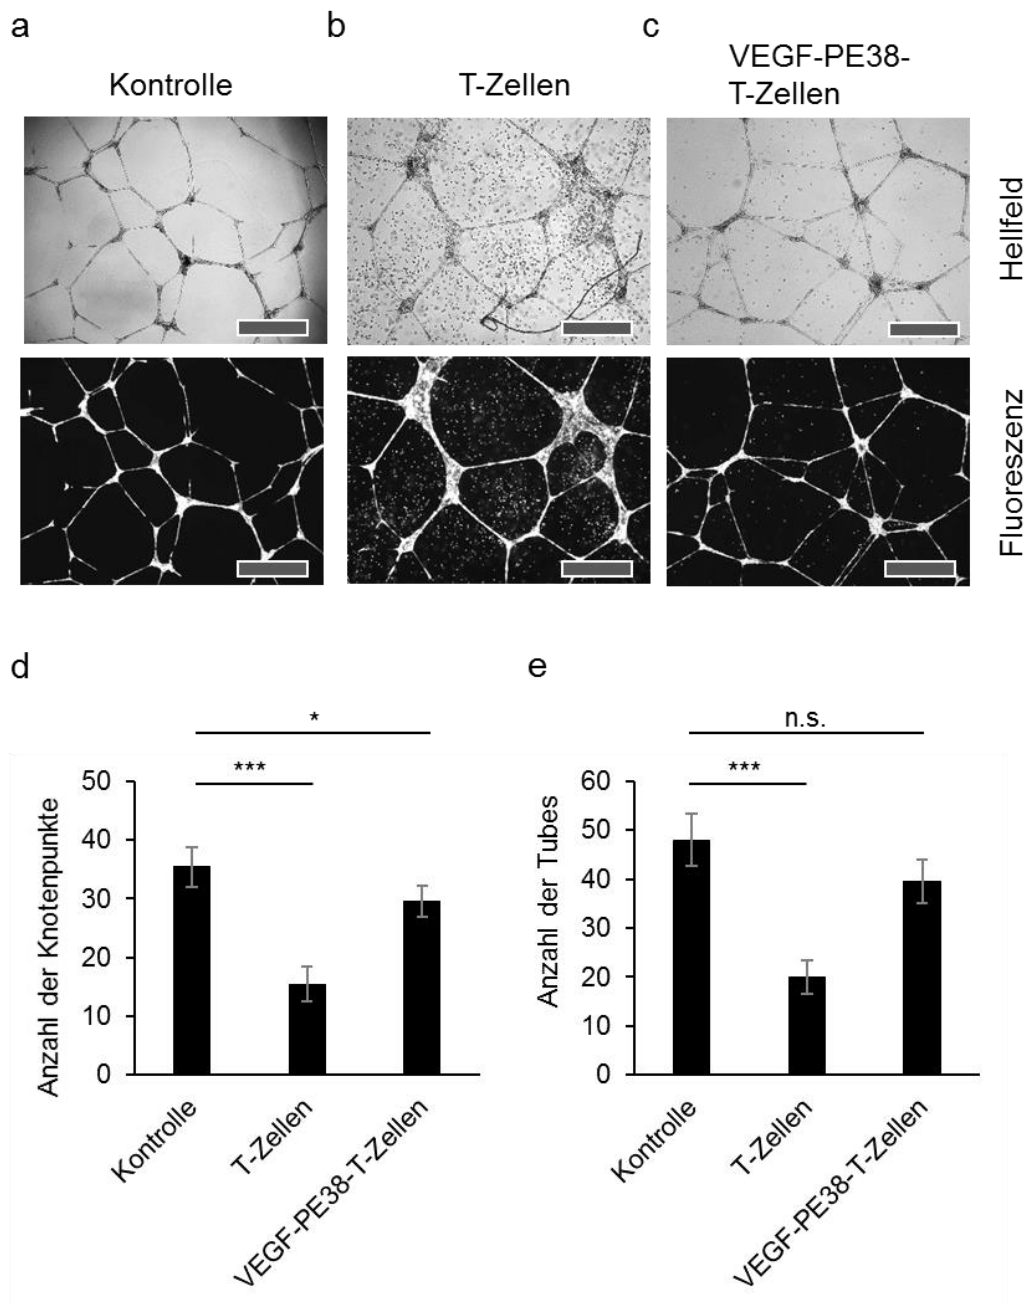 a
b
c
Kontrolle
T-Zellen
VEGF-PE38-
T-Zellen
Hellfeld
Fluoreszenz
d
*
***
Anzahl der Knotenpunkte
50
40
30
20
10
0
Kontrolle
T-Zellen
VEGF-PE38-T-Zellen
e
n.s.
***
Anzahl der Tubes
60
50
40
30
20
10
0
Kontrolle
T-Zellen
VEGF-PE38-T-Zellen